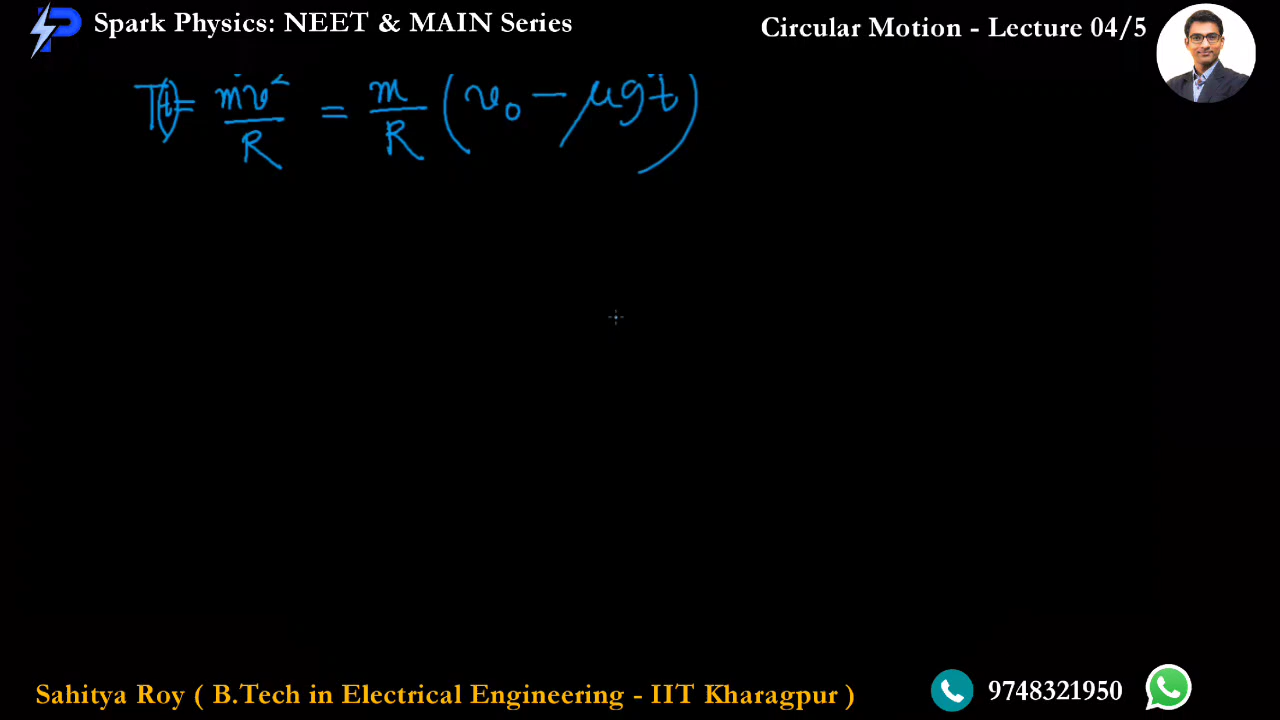 Spark Physics: NEET & MAIN Series
Circular Motion - Lecture 04/5
T(t) = mv²/R = m/R (v₀ − μgt)
Sahitya Roy ( B.Tech in Electrical Engineering - IIT Kharagpur )
9748321950